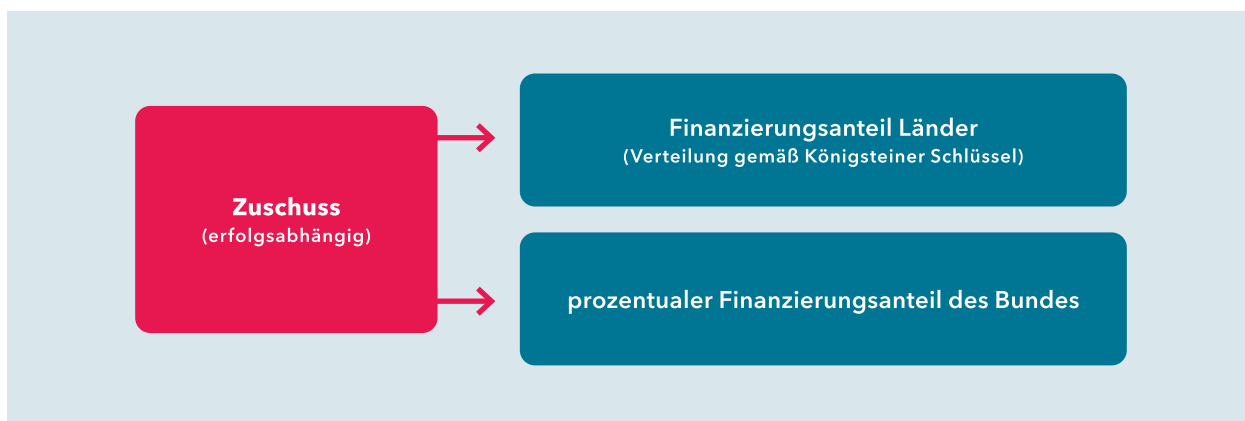 Zuschuss
(erfolgsabhängig)
Finanzierungsanteil Länder
(Verteilung gemäß Königsteiner Schlüssel)
prozentualer Finanzierungsanteil des Bundes